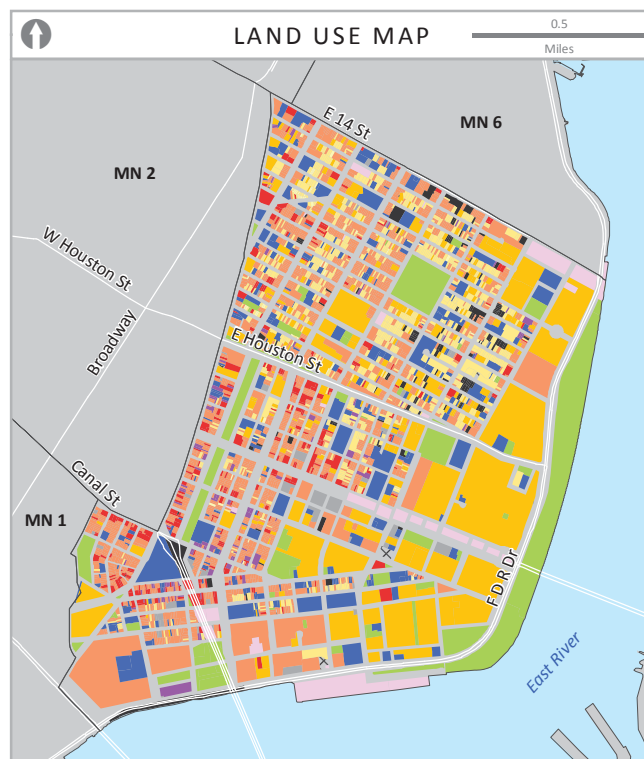 LAND USE MAP
0.5
Miles
E 14 St
MN 6
MN 2
W Houston St
Broadway
E Houston St
Canal St
MN 1
F D R Dr
East River